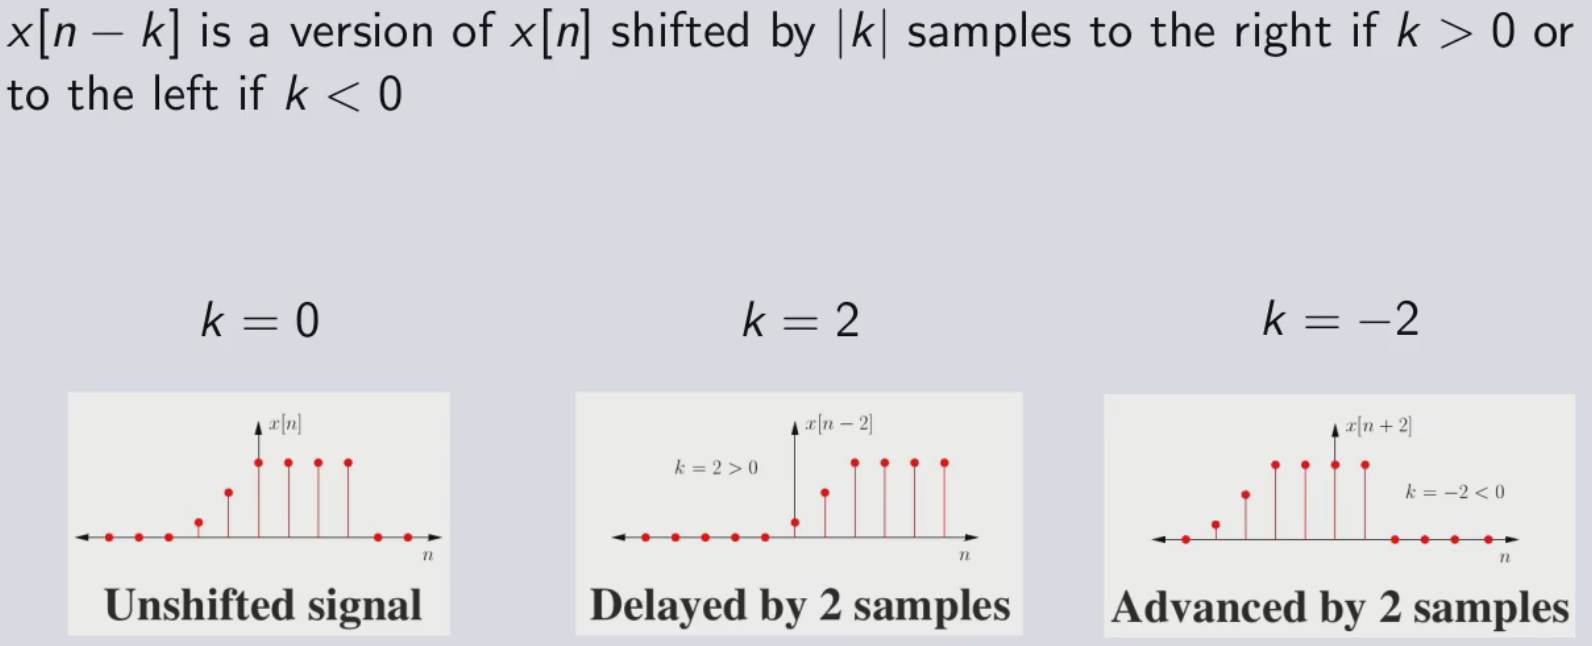 x[n − k] is a version of x[n] shifted by |k| samples to the right if k > 0 or
to the left if k < 0
k = 0
k = 2
k = −2
x[n]
n
Unshifted signal
x[n − 2]
k = 2 > 0
n
Delayed by 2 samples
x[n + 2]
k = −2 < 0
n
Advanced by 2 samples